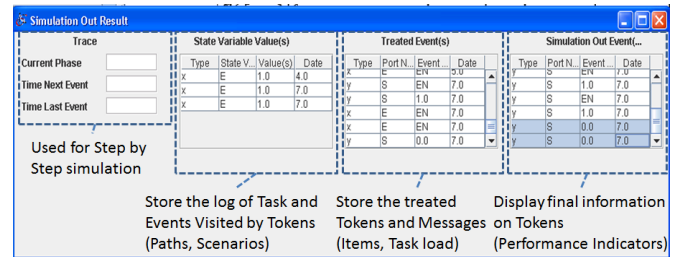 Simulation Out Result
Trace
Current Phase
Time Next Event
Time Last Event
State Variable Value(s)
Type State V... Value(s) Date
x E 1.0 4.0
x E 1.0 7.0
x E 1.0 7.0
Treated Event(s)
Type Port N... Event ... Date
x E EN 5.0
y S EN 7.0
y S 1.0 7.0
x E EN 7.0
x E EN 7.0
y S 0.0 7.0
Simulation Out Event(...
Type Port N... Event ... Date
y S EN 7.0
y S 1.0 7.0
y S EN 7.0
y S 1.0 7.0
y S 0.0 7.0
y S 0.0 7.0
Used for Step by
Step simulation
Store the log of Task and
Events Visited by Tokens
(Paths, Scenarios)
Store the treated
Tokens and Messages
(Items, Task load)
Display final information
on Tokens
(Performance Indicators)